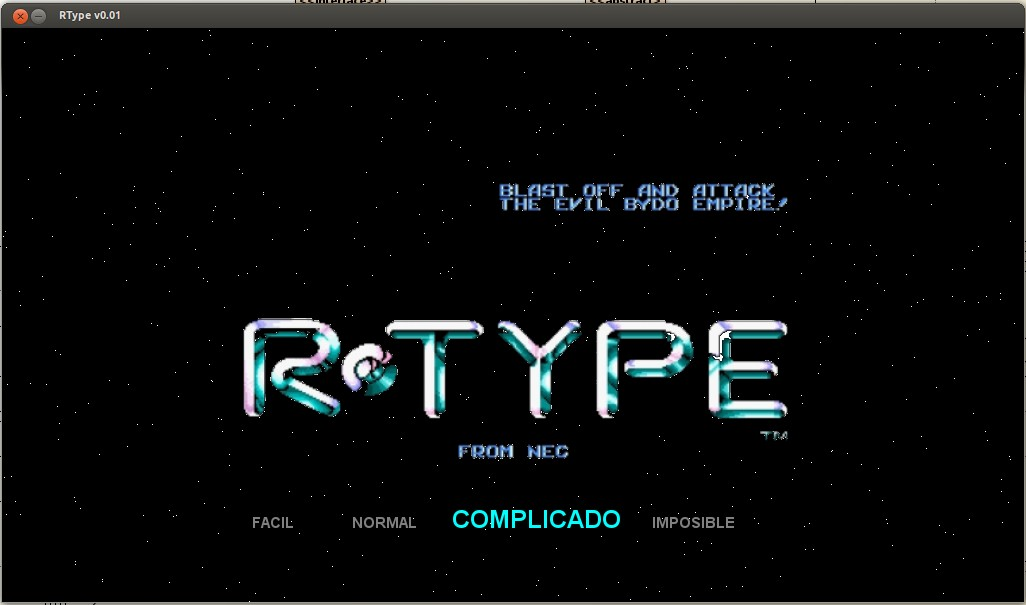 RType v0.01
BLAST OFF AND ATTACK
THE EVIL BYDO EMPIRE!
R•TYPE
TM
FROM NEC
FACIL NORMAL COMPLICADO IMPOSIBLE